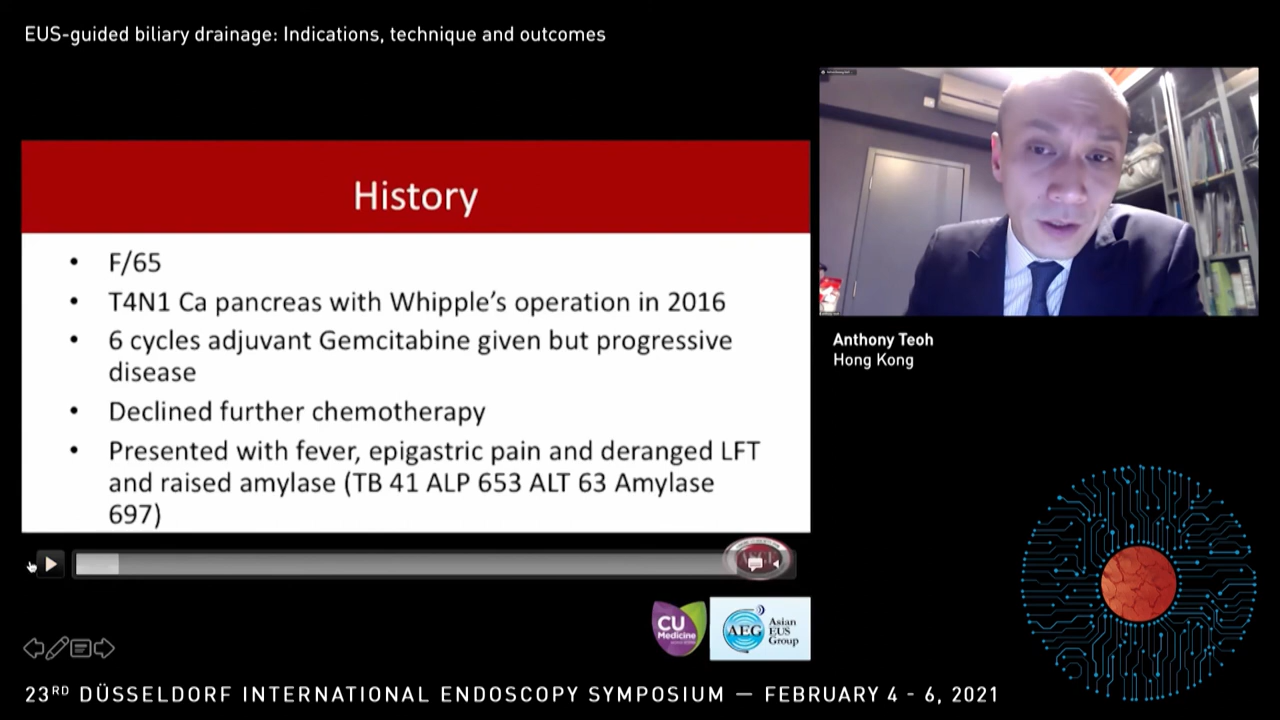 EUS-guided biliary drainage: Indications, technique and outcomes
History
• F/65
• T4N1 Ca pancreas with Whipple’s operation in 2016
• 6 cycles adjuvant Gemcitabine given but progressive
disease
• Declined further chemotherapy
• Presented with fever, epigastric pain and deranged LFT
and raised amylase (TB 41 ALP 653 ALT 63 Amylase
697)
Anthony Teoh
Hong Kong
CU
Medicine
AEG
Asian
EUS
Group
23RD DÜSSELDORF INTERNATIONAL ENDOSCOPY SYMPOSIUM — FEBRUARY 4 - 6, 2021